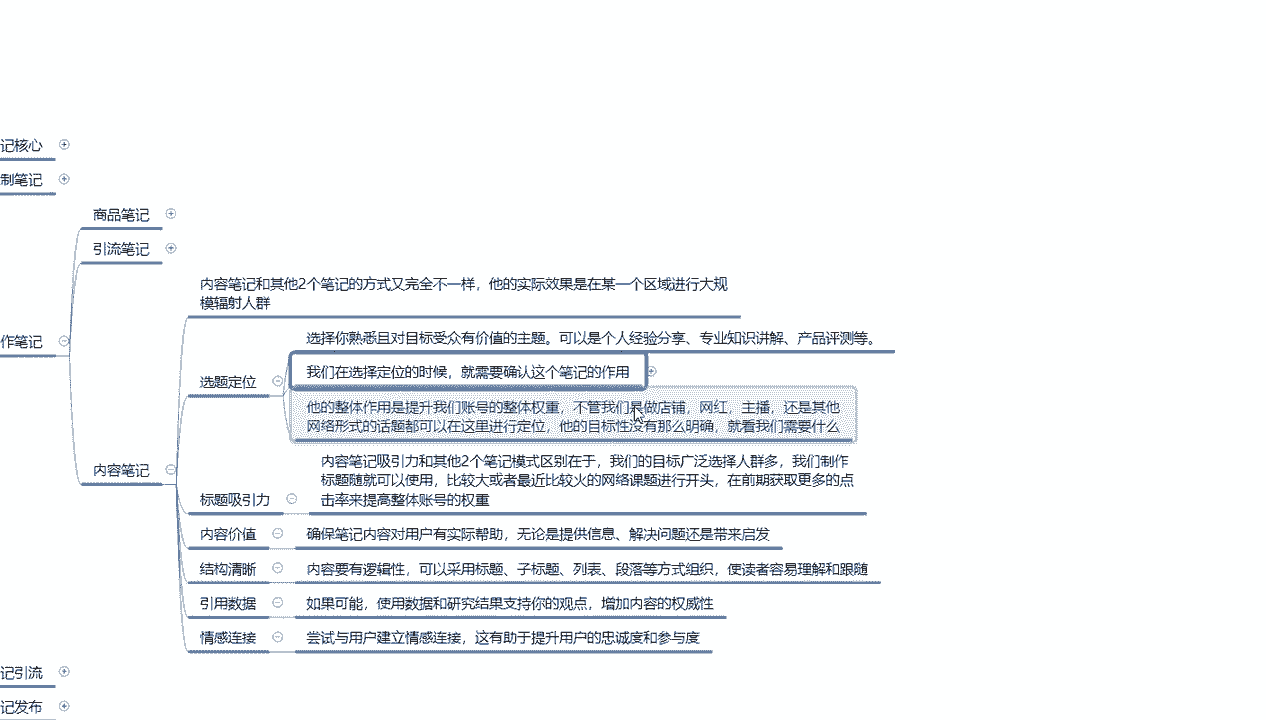 记核心
制笔记
商品笔记
引流笔记
内容笔记和其他2个笔记的方式又完全不一样，他的实际效果是在某一个区域进行大规
模辐射人群
作笔记
选择你熟悉且对目标受众有价值的主题。可以是个人经验分享、专业知识讲解、产品评测等。
选题定位
我们在选择定位的时候，就需要确认这个笔记的作用
他的整体作用是提升我们账号的整体权重，不管我们是做店铺，网红，主播，还是其他
网络形式的话题都可以在这里进行定位，他的目标性没有那么明确，就看我们需要什么
内容笔记
内容笔记吸引力和其他2个笔记模式区别在于，我们的目标广泛选择人群多，我们制作
标题随就可以使用，比较大或者最近比较火的网络课题进行开头，在前期获取更多的点
击率来提高整体账号的权重
标题吸引力
内容价值
确保笔记内容对用户有实际帮助，无论是提供信息、解决问题还是带来启发
结构清晰
内容要有逻辑性，可以采用标题、子标题、列表、段落等方式组织，使读者容易理解和跟随
引用数据
如果可能，使用数据和研究结果支持你的观点，增加内容的权威性
情感连接
尝试与用户建立情感连接，这有助于提升用户的忠诚度和参与度
记引流
记发布